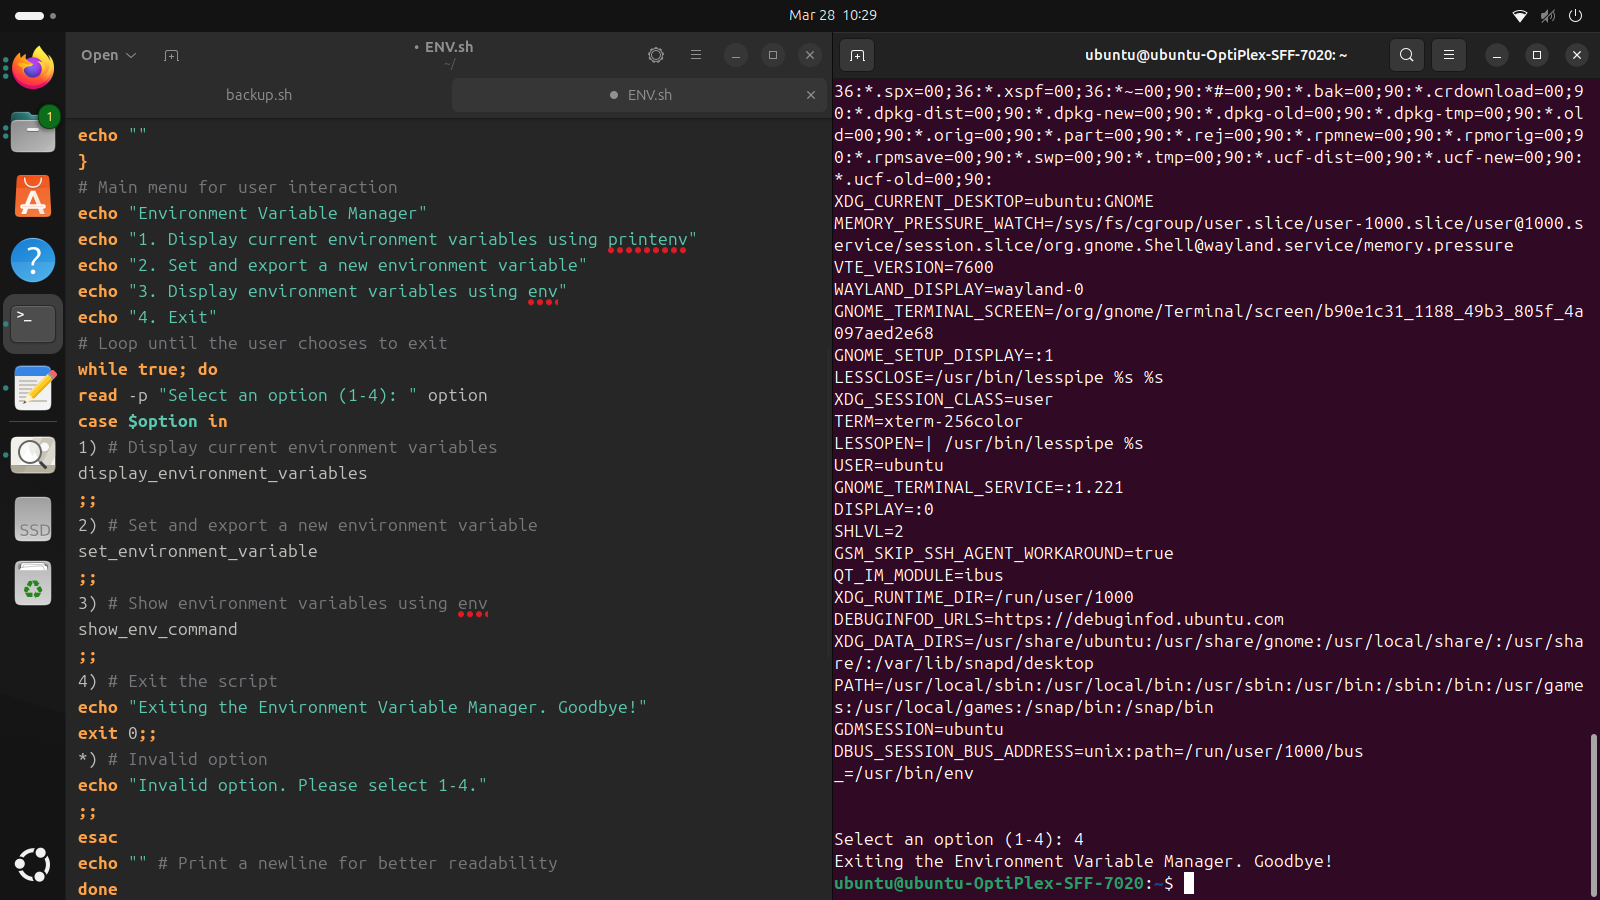 Mar 28 10:29
Open
• ENV.sh
~/
backup.sh
● ENV.sh
echo ""
}
# Main menu for user interaction
echo "Environment Variable Manager"
echo "1. Display current environment variables using printenv"
echo "2. Set and export a new environment variable"
echo "3. Display environment variables using env"
echo "4. Exit"
# Loop until the user chooses to exit
while true; do
read -p "Select an option (1-4): " option
case $option in
1) # Display current environment variables
display_environment_variables
;;
2) # Set and export a new environment variable
set_environment_variable
;;
3) # Show environment variables using env
show_env_command
;;
4) # Exit the script
echo "Exiting the Environment Variable Manager. Goodbye!"
exit 0;;
*) # Invalid option
echo "Invalid option. Please select 1-4."
;;
esac
echo "" # Print a newline for better readability
done
ubuntu@ubuntu-OptiPlex-SFF-7020: ~
36:*.spx=00;36:*.xspf=00;36:*~=00;90:*#=00;90:*.bak=00;90:*.crdownload=00;9
0:*.dpkg-dist=00;90:*.dpkg-new=00;90:*.dpkg-old=00;90:*.dpkg-tmp=00;90:*.ol
d=00;90:*.orig=00;90:*.part=00;90:*.rej=00;90:*.rpmnew=00;90:*.rpmorig=00;9
0:*.rpmsave=00;90:*.swp=00;90:*.tmp=00;90:*.ucf-dist=00;90:*.ucf-new=00;90:
*.ucf-old=00;90:
XDG_CURRENT_DESKTOP=ubuntu:GNOME
MEMORY_PRESSURE_WATCH=/sys/fs/cgroup/user.slice/user-1000.slice/user@1000.s
ervice/session.slice/org.gnome.Shell@wayland.service/memory.pressure
VTE_VERSION=7600
WAYLAND_DISPLAY=wayland-0
GNOME_TERMINAL_SCREEN=/org/gnome/Terminal/screen/b90e1c31_1188_49b3_805f_4a
097aed2e68
GNOME_SETUP_DISPLAY=:1
LESSCLOSE=/usr/bin/lesspipe %s %s
XDG_SESSION_CLASS=user
TERM=xterm-256color
LESSOPEN=| /usr/bin/lesspipe %s
USER=ubuntu
GNOME_TERMINAL_SERVICE=:1.221
DISPLAY=:0
SHLVL=2
GSM_SKIP_SSH_AGENT_WORKAROUND=true
QT_IM_MODULE=ibus
XDG_RUNTIME_DIR=/run/user/1000
DEBUGINFOD_URLS=https://debuginfod.ubuntu.com
XDG_DATA_DIRS=/usr/share/ubuntu:/usr/share/gnome:/usr/local/share/:/usr/sha
re/:/var/lib/snapd/desktop
PATH=/usr/local/sbin:/usr/local/bin:/usr/sbin:/usr/bin:/sbin:/bin:/usr/game
s:/usr/local/games:/snap/bin:/snap/bin
GDMSESSION=ubuntu
DBUS_SESSION_BUS_ADDRESS=unix:path=/run/user/1000/bus
_=/usr/bin/env
Select an option (1-4): 4
Exiting the Environment Variable Manager. Goodbye!
ubuntu@ubuntu-OptiPlex-SFF-7020:~$
1
A
?
>_
SSD